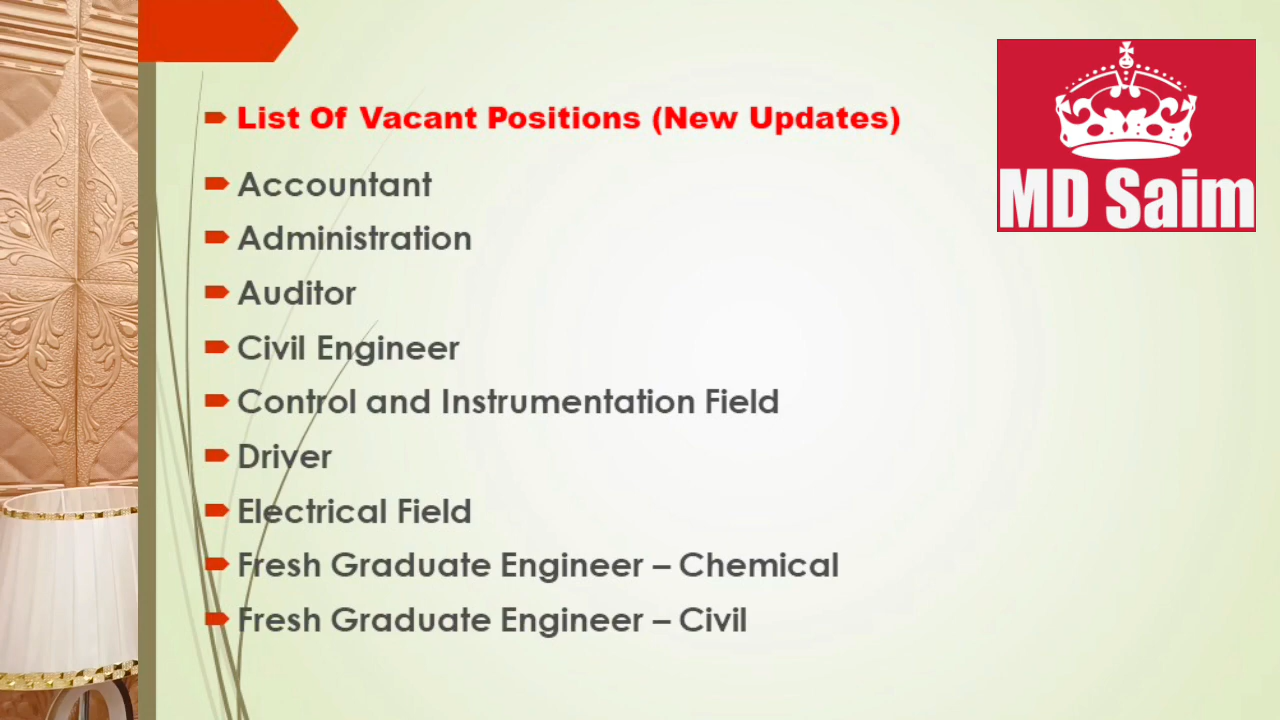 List Of Vacant Positions (New Updates)
MD Saim
Accountant
Administration
Auditor
Civil Engineer
Control and Instrumentation Field
Driver
Electrical Field
Fresh Graduate Engineer – Chemical
Fresh Graduate Engineer – Civil